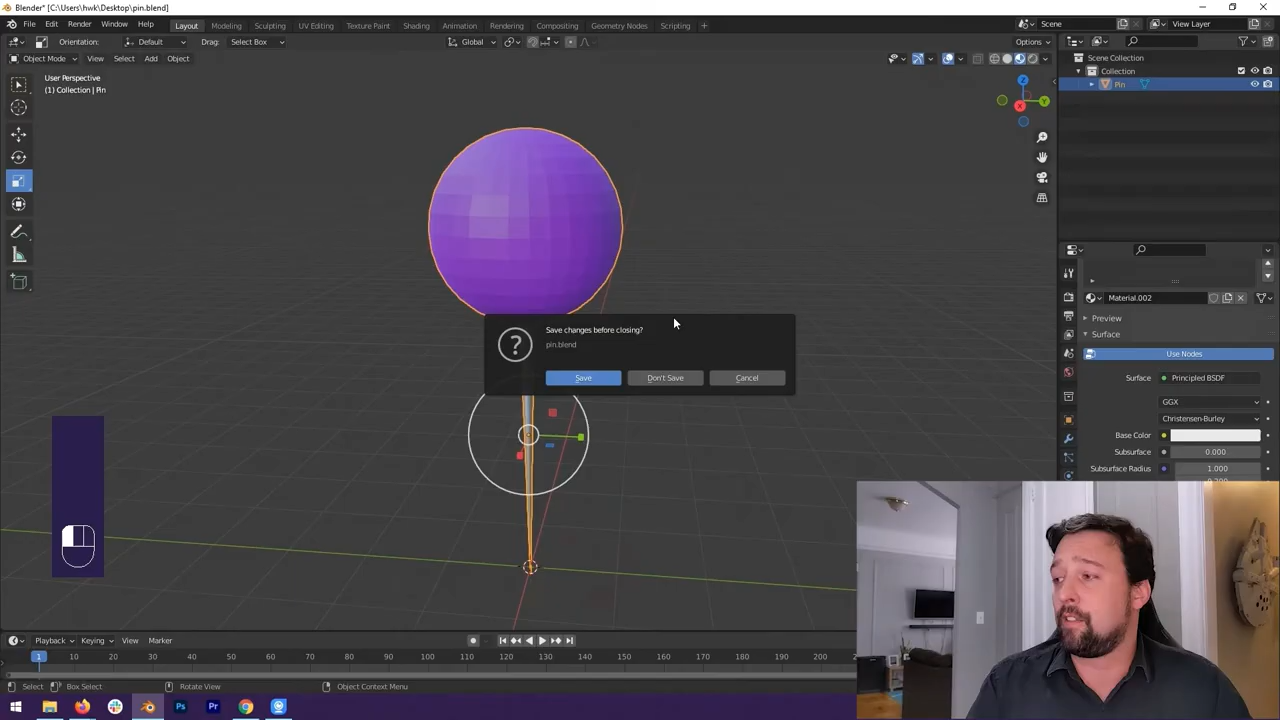 Blender* [C:\Users\hwk\Desktop\pin.blend]
File Edit Render Window Help
Layout Modeling Sculpting UV Editing Texture Paint Shading Animation Rendering Compositing Geometry Nodes Scripting +
Scene View Layer
Orientation: Default Drag: Select Box Global Options
Object Mode View Select Add Object
User Perspective
(1) Collection | Pin
Scene Collection
Collection
Pin
Z
Y
X
Material.002
Preview
Surface
Use Nodes
Surface Principled BSDF
GGX
Christensen-Burley
Base Color
Subsurface 0.000
Subsurface Radius 1.000
Save changes before closing?
pin.blend
Save Don't Save Cancel
Playback Keying View Marker
1 10 20 30 40 50 60 70 80 90 100 110 120 130 140 150 160 170 180 190 200
Select Box Select Rotate View Object Context Menu
Ps Pr